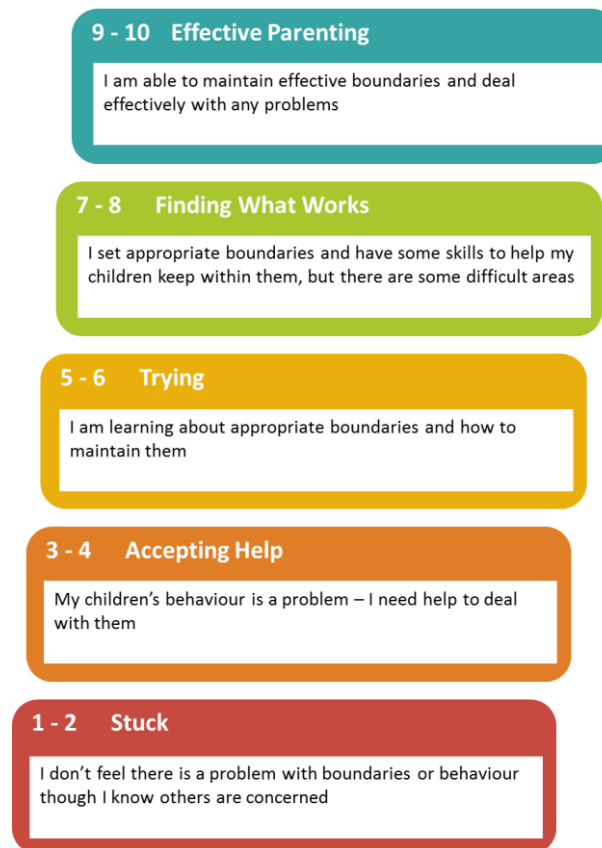 9 - 10 Effective Parenting
I am able to maintain effective boundaries and deal
effectively with any problems
7 - 8 Finding What Works
I set appropriate boundaries and have some skills to help my
children keep within them, but there are some difficult areas
5 - 6 Trying
I am learning about appropriate boundaries and how to
maintain them
3 - 4 Accepting Help
My children’s behaviour is a problem – I need help to deal
with them
1 - 2 Stuck
I don’t feel there is a problem with boundaries or behaviour
though I know others are concerned